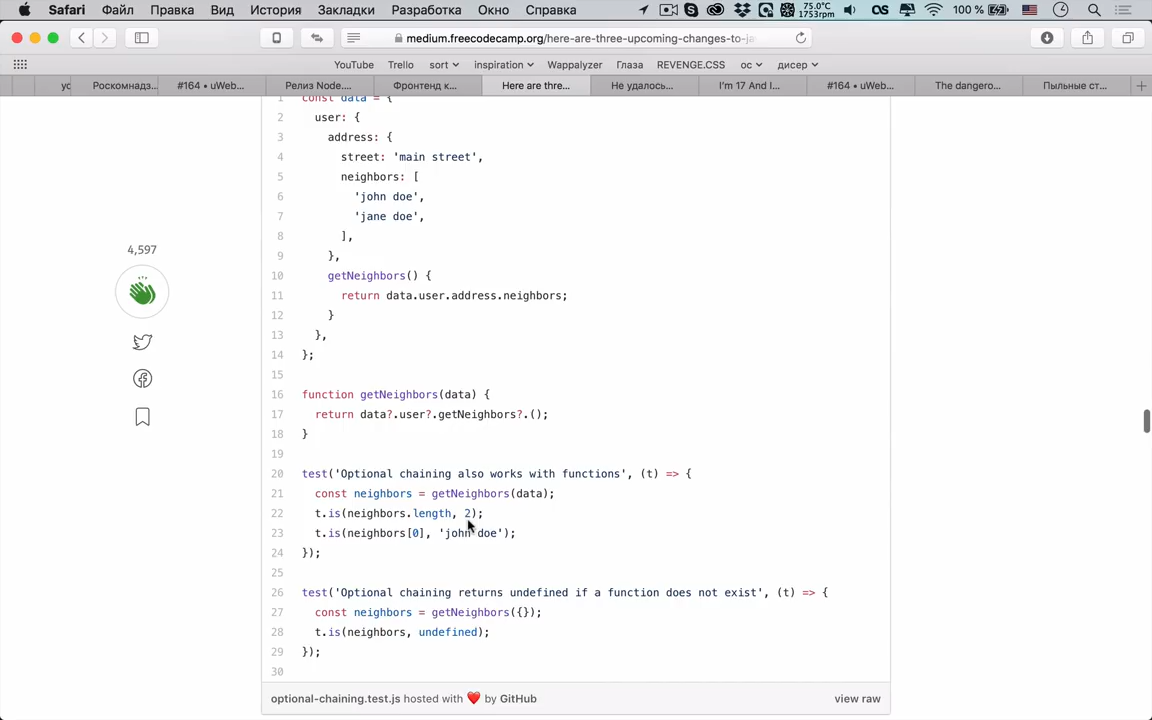 Safari Файл Правка Вид История Закладки Разработка Окно Справка 75.0°C 1753rpm 100 %
medium.freecodecamp.org/here-are-three-upcoming-changes-to-ja
YouTube Trello sort inspiration Wappalyzer Глаза REVENGE.CSS ос дисер
ус Роскомнадз... #164 • uWeb... Релиз Node.... Фронтенд к... Here are thre... Не удалось... I'm 17 And I... #164 • uWeb... The dangero... Пыльные ст...
1 const data = {
2 user: {
3 address: {
4 street: 'main street',
5 neighbors: [
6 'john doe',
7 'jane doe',
8 ],
9 },
10 getNeighbors() {
11 return data.user.address.neighbors;
12 }
13 },
14 };
15
16 function getNeighbors(data) {
17 return data?.user?.getNeighbors?.();
18 }
19
20 test('Optional chaining also works with functions', (t) => {
21 const neighbors = getNeighbors(data);
22 t.is(neighbors.length, 2);
23 t.is(neighbors[0], 'john doe');
24 });
25
26 test('Optional chaining returns undefined if a function does not exist', (t) => {
27 const neighbors = getNeighbors({});
28 t.is(neighbors, undefined);
29 });
30
optional-chaining.test.js hosted with ❤ by GitHub view raw
4,597